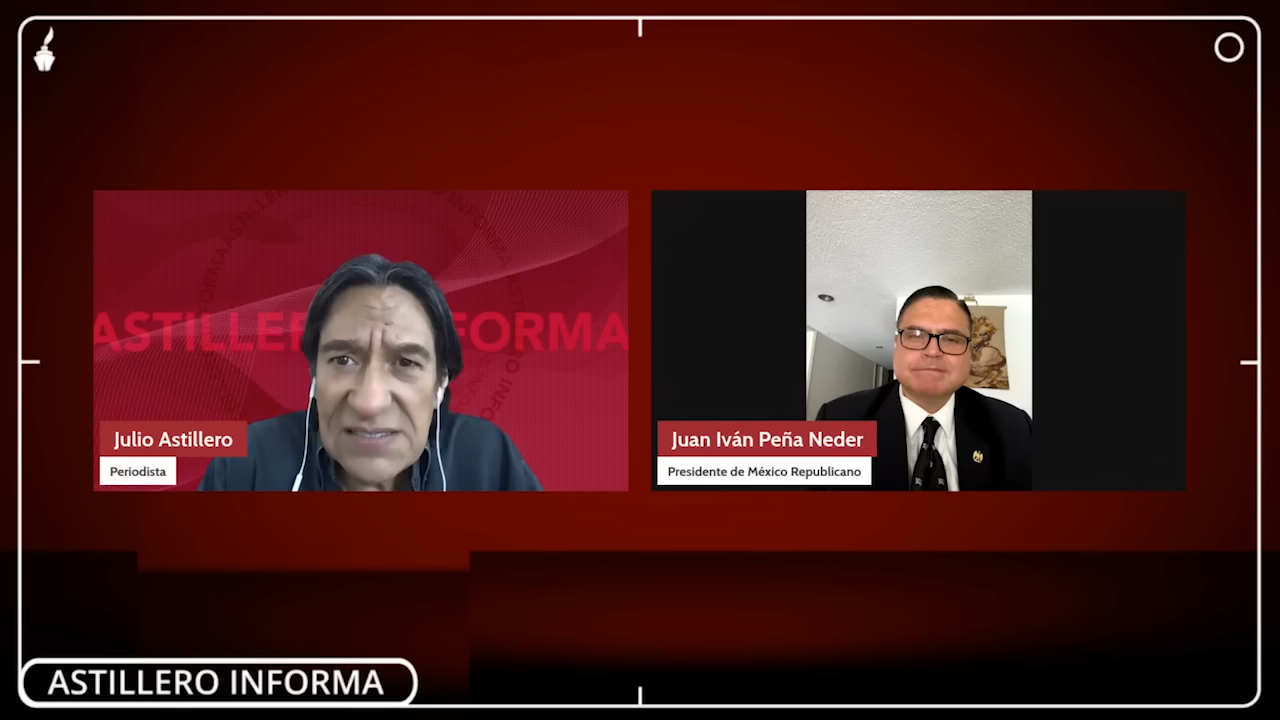 ASTILLERO INFORMA
Julio Astillero
Periodista
Juan Iván Peña Neder
Presidente de México Republicano
ASTILLERO INFORMA